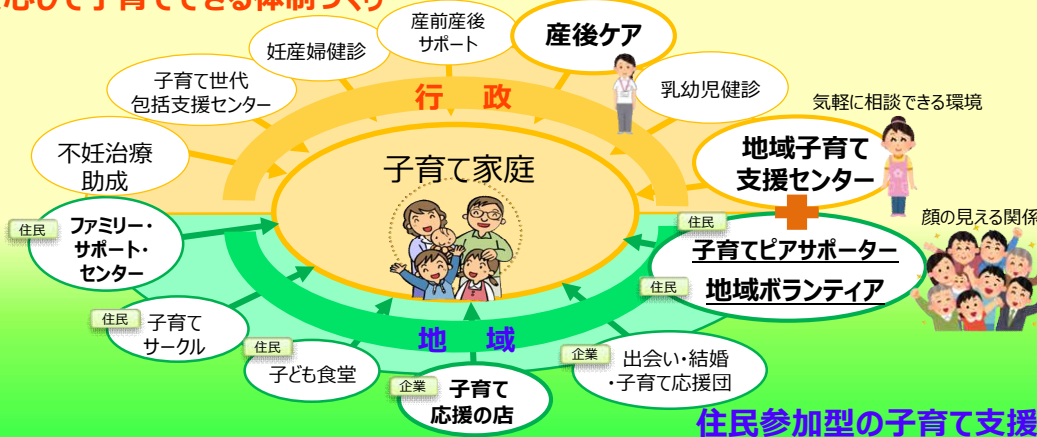 心して子育てできる体制づくり
産前産後
サポート
産後ケア
妊産婦健診
子育て世代
包括支援センター
乳幼児健診
行 政
気軽に相談できる環境
不妊治療
助成
子育て家庭
地域子育て
支援センター
住民
ファミリー・
サポート・
センター
顔の見える関係
住民
子育てピアサポーター
住民
地域ボランティア
住民
子育て
サークル
地 域
住民
子ども食堂
企業
子育て
応援の店
企業
出会い・結婚
・子育て応援団
住民参加型の子育て支援